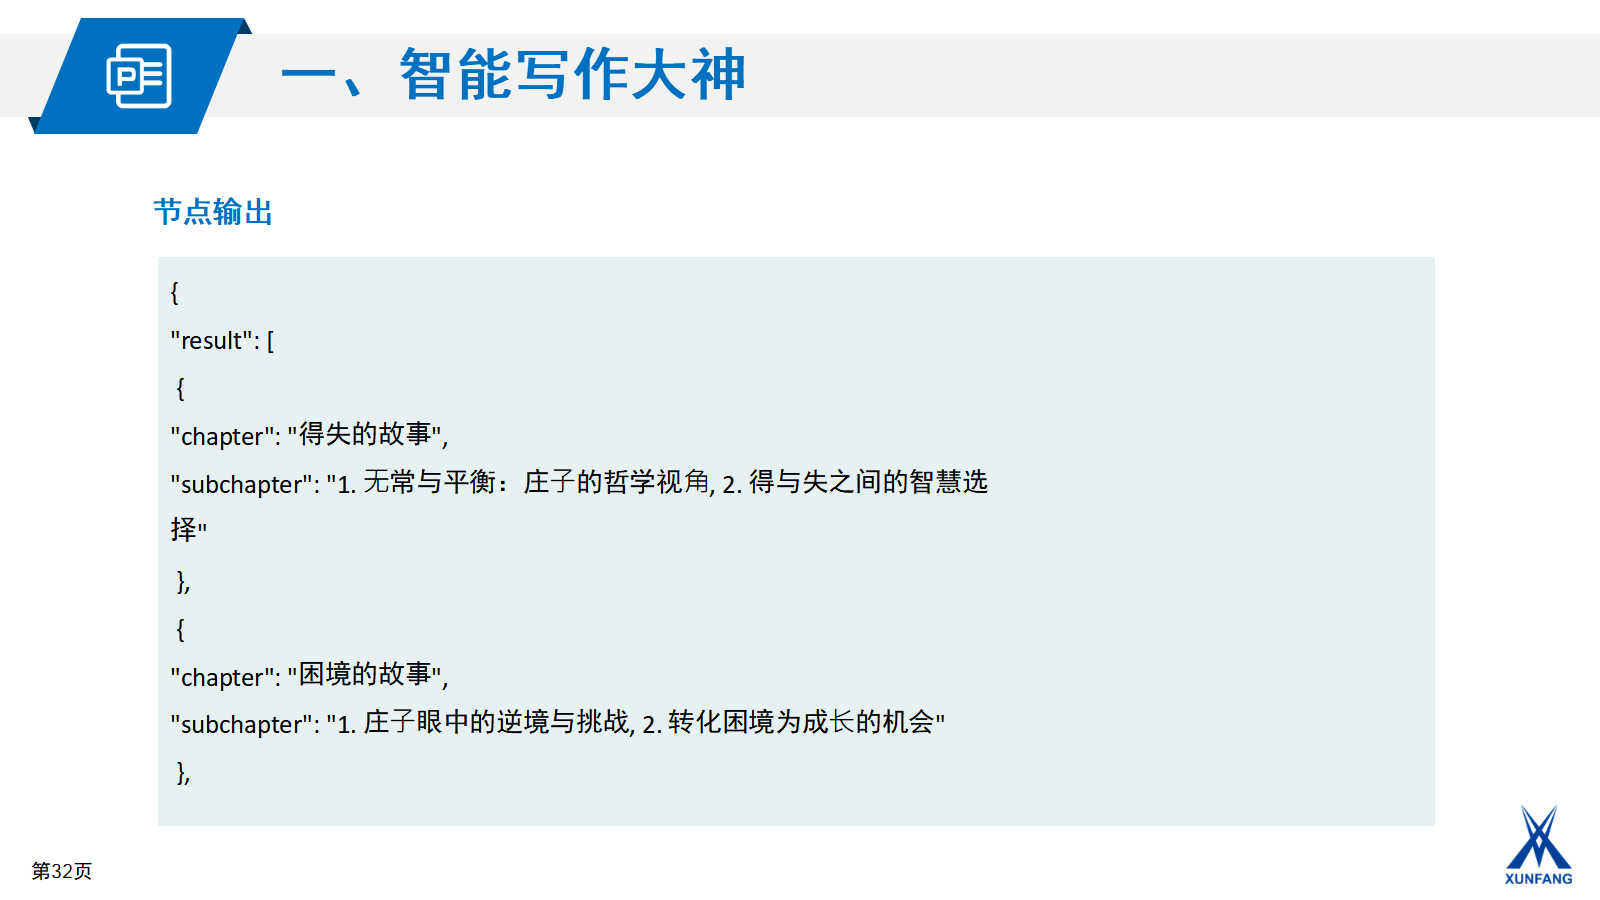 一、智能写作大神
节点输出
{
"result": [
{
"chapter": "得失的故事",
"subchapter": "1. 无常与平衡：庄子的哲学视角, 2. 得与失之间的智慧选
择"
},
{
"chapter": "困境的故事",
"subchapter": "1. 庄子眼中的逆境与挑战, 2. 转化困境为成长的机会"
},
第32页
XUNFANG